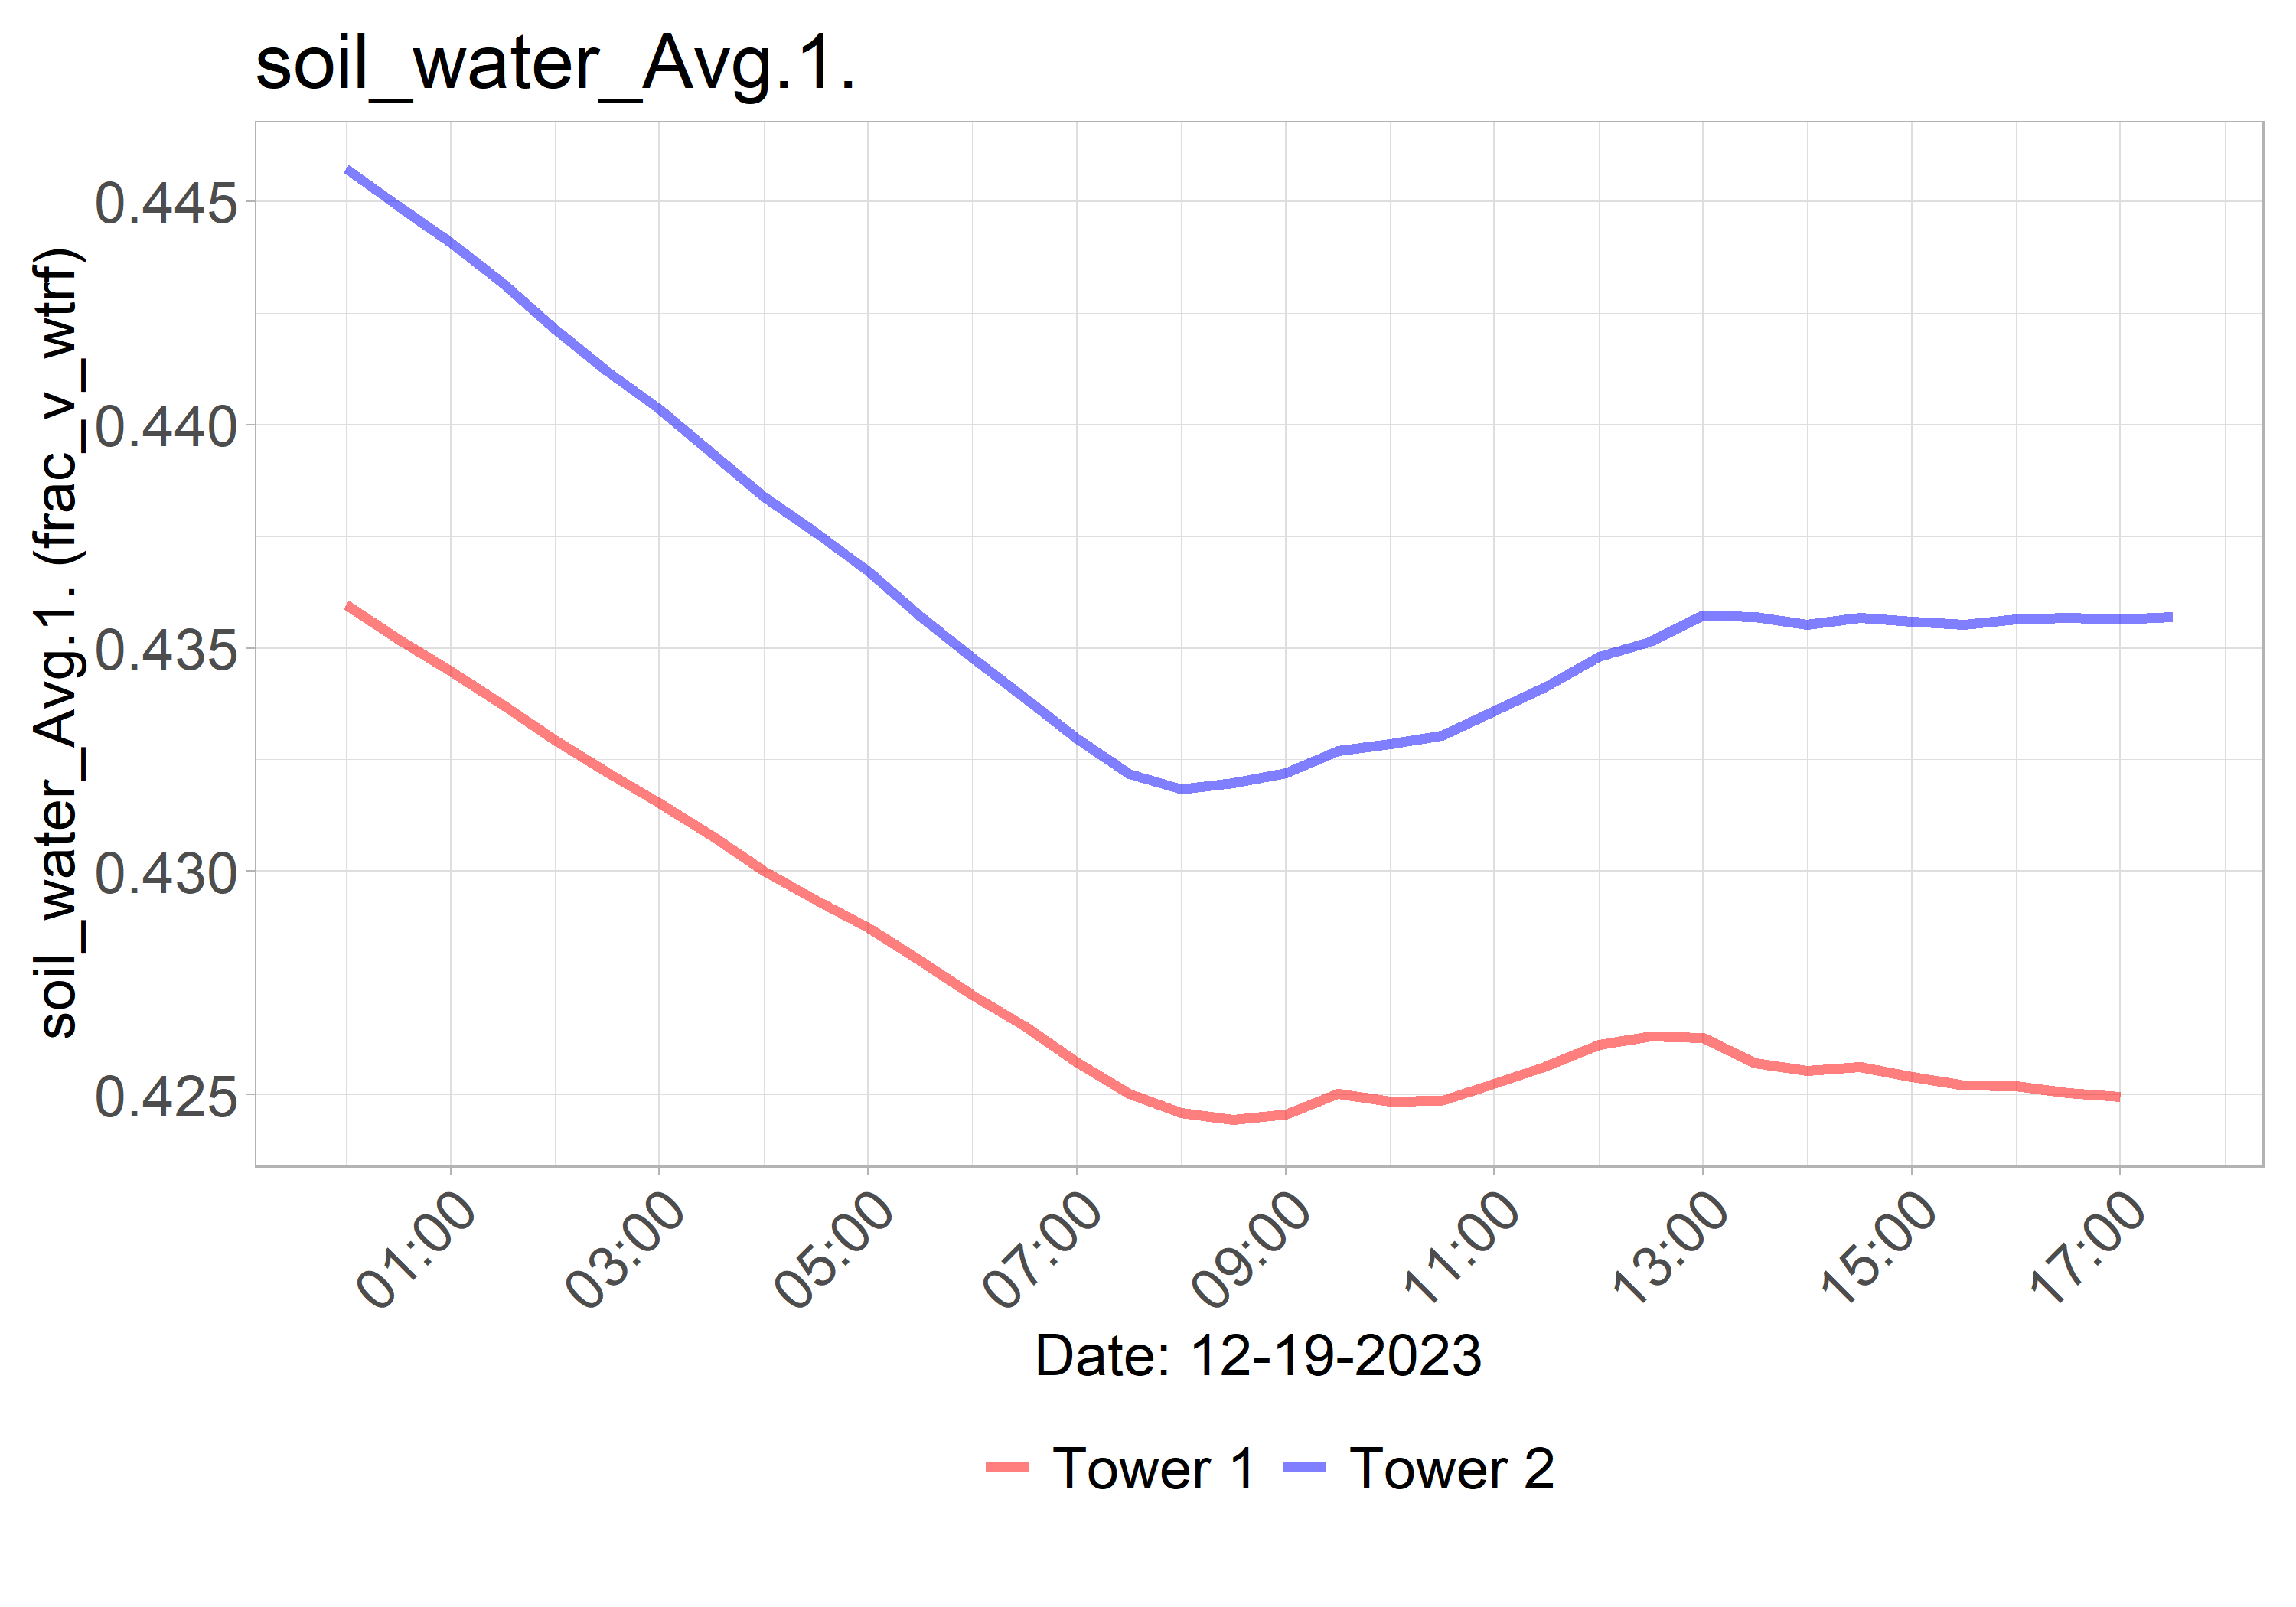 soil_water_Avg.1.
soil_water_Avg.1. (frac_v_wtrf)
0.445
0.440
0.435
0.430
0.425
01:00
03:00
05:00
07:00
09:00
11:00
13:00
15:00
17:00
Date: 12-19-2023
Tower 1
Tower 2